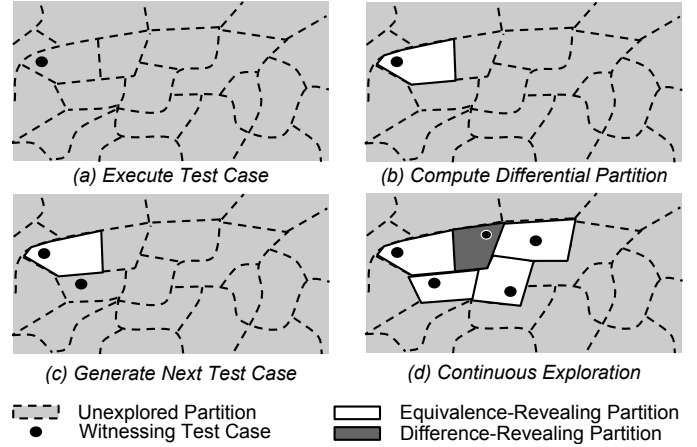 (a) Execute Test Case
(b) Compute Differential Partition
(c) Generate Next Test Case
(d) Continuous Exploration
Unexplored Partition
Equivalence-Revealing Partition
Witnessing Test Case
Difference-Revealing Partition